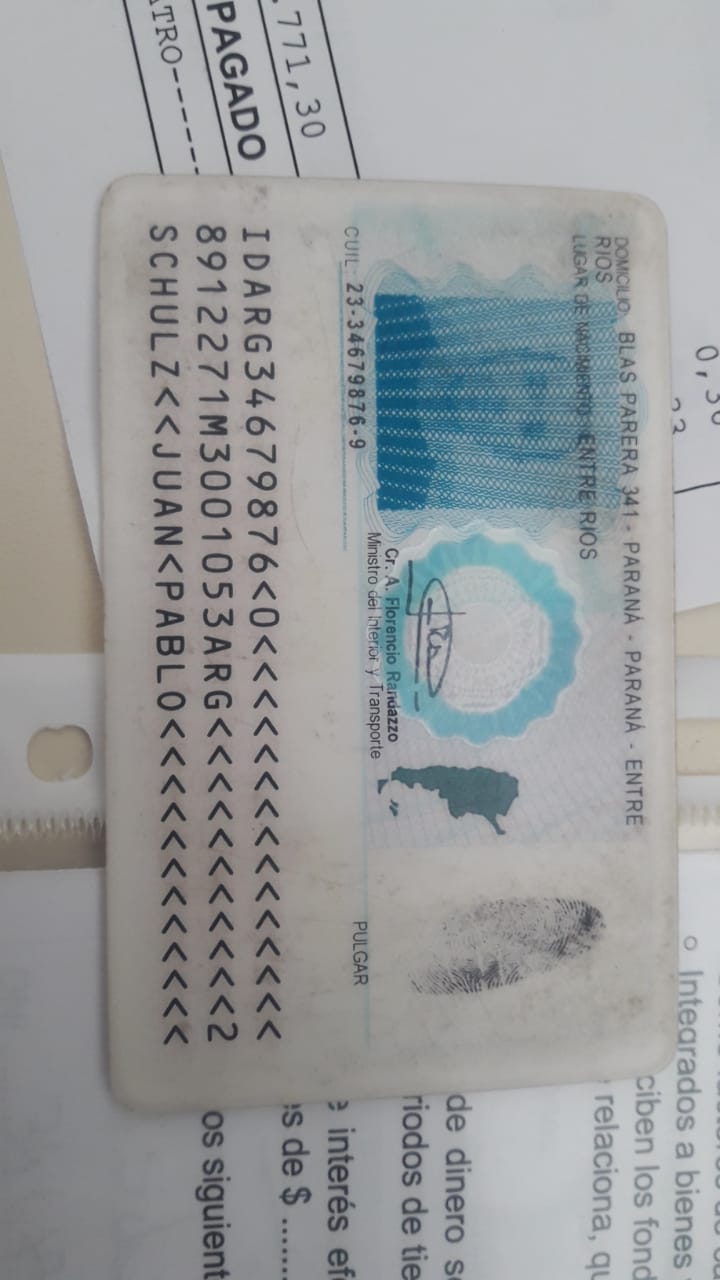 ,771,30
PAGADO
ATRO------
DOMICILIO: BLAS PARERA 341 - PARANÁ - PARANÁ - ENTRE
RIOS
LUGAR DE NACIMIENTO: ENTRE RIOS
Cr. A. Florencio Randazzo
Ministro del Interior y Transporte
CUIL: 23-34679876-9
PULGAR
IDARG34679876<0<<<<<<<<<<<<<<<
8912271M3001053ARG<<<<<<<<<<<2
SCHULZ<<JUAN<PABLO<<<<<<<<<<<<
Integrados a bienes
ciben los fond
relaciona, qu
de dinero se
riodos de tie
interés efe
es de $ .......
os siguient